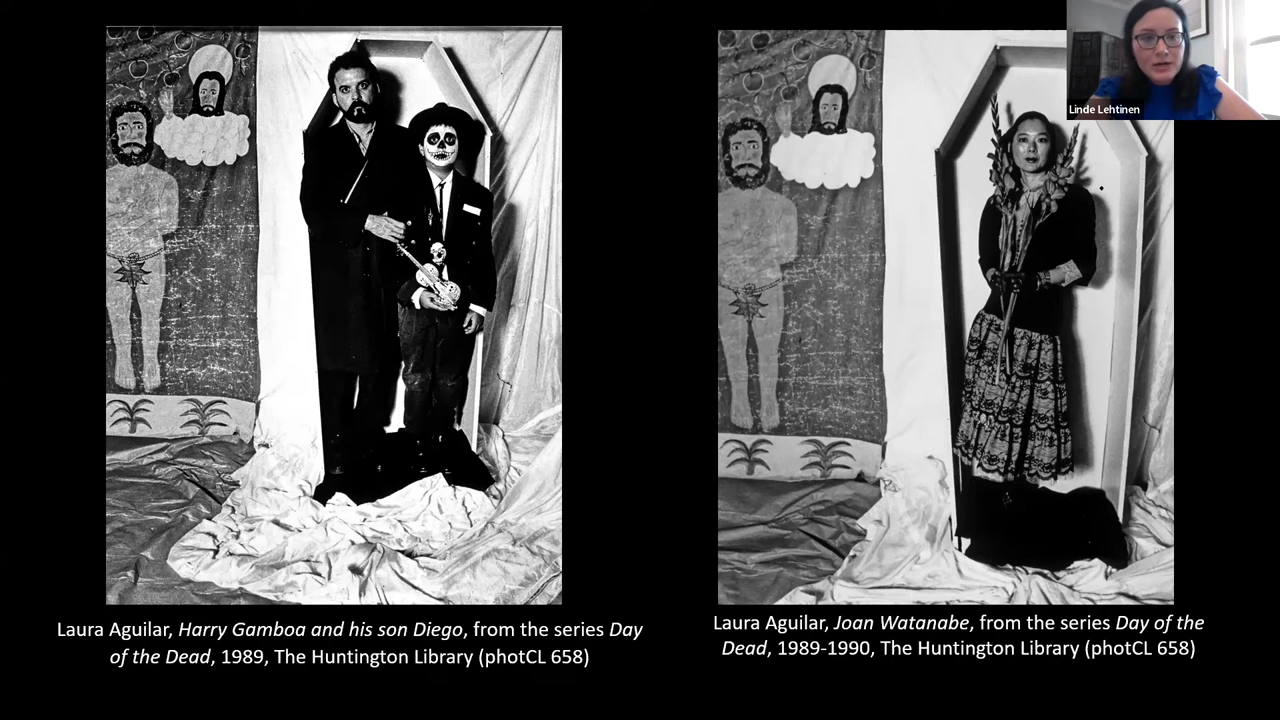 Linde Lehtinen
Laura Aguilar, Harry Gamboa and his son Diego, from the series Day
of the Dead, 1989, The Huntington Library (photCL 658)
Laura Aguilar, Joan Watanabe, from the series Day of the
Dead, 1989-1990, The Huntington Library (photCL 658)